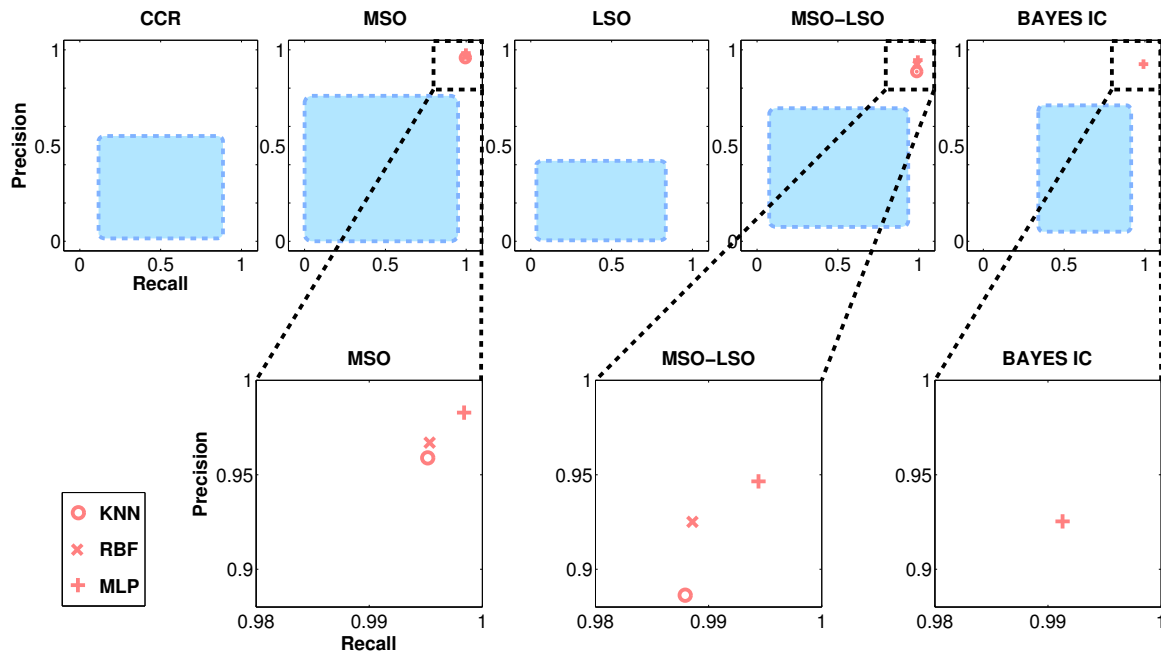 CCR MSO LSO MSO−LSO BAYES IC
1 1 1 1 1
0.5 0.5 0.5 0.5 0.5
0 0 0 0 0
Precision
0 0.5 1 0 0.5 1 0 0.5 1 0 0.5 1 0 0.5 1
Recall
MSO MSO−LSO BAYES IC
1 1 1
0.95 0.95 0.95
0.9 0.9 0.9
Precision
0.98 0.99 1 0.98 0.99 1 0.98 0.99 1
Recall
KNN
RBF
MLP